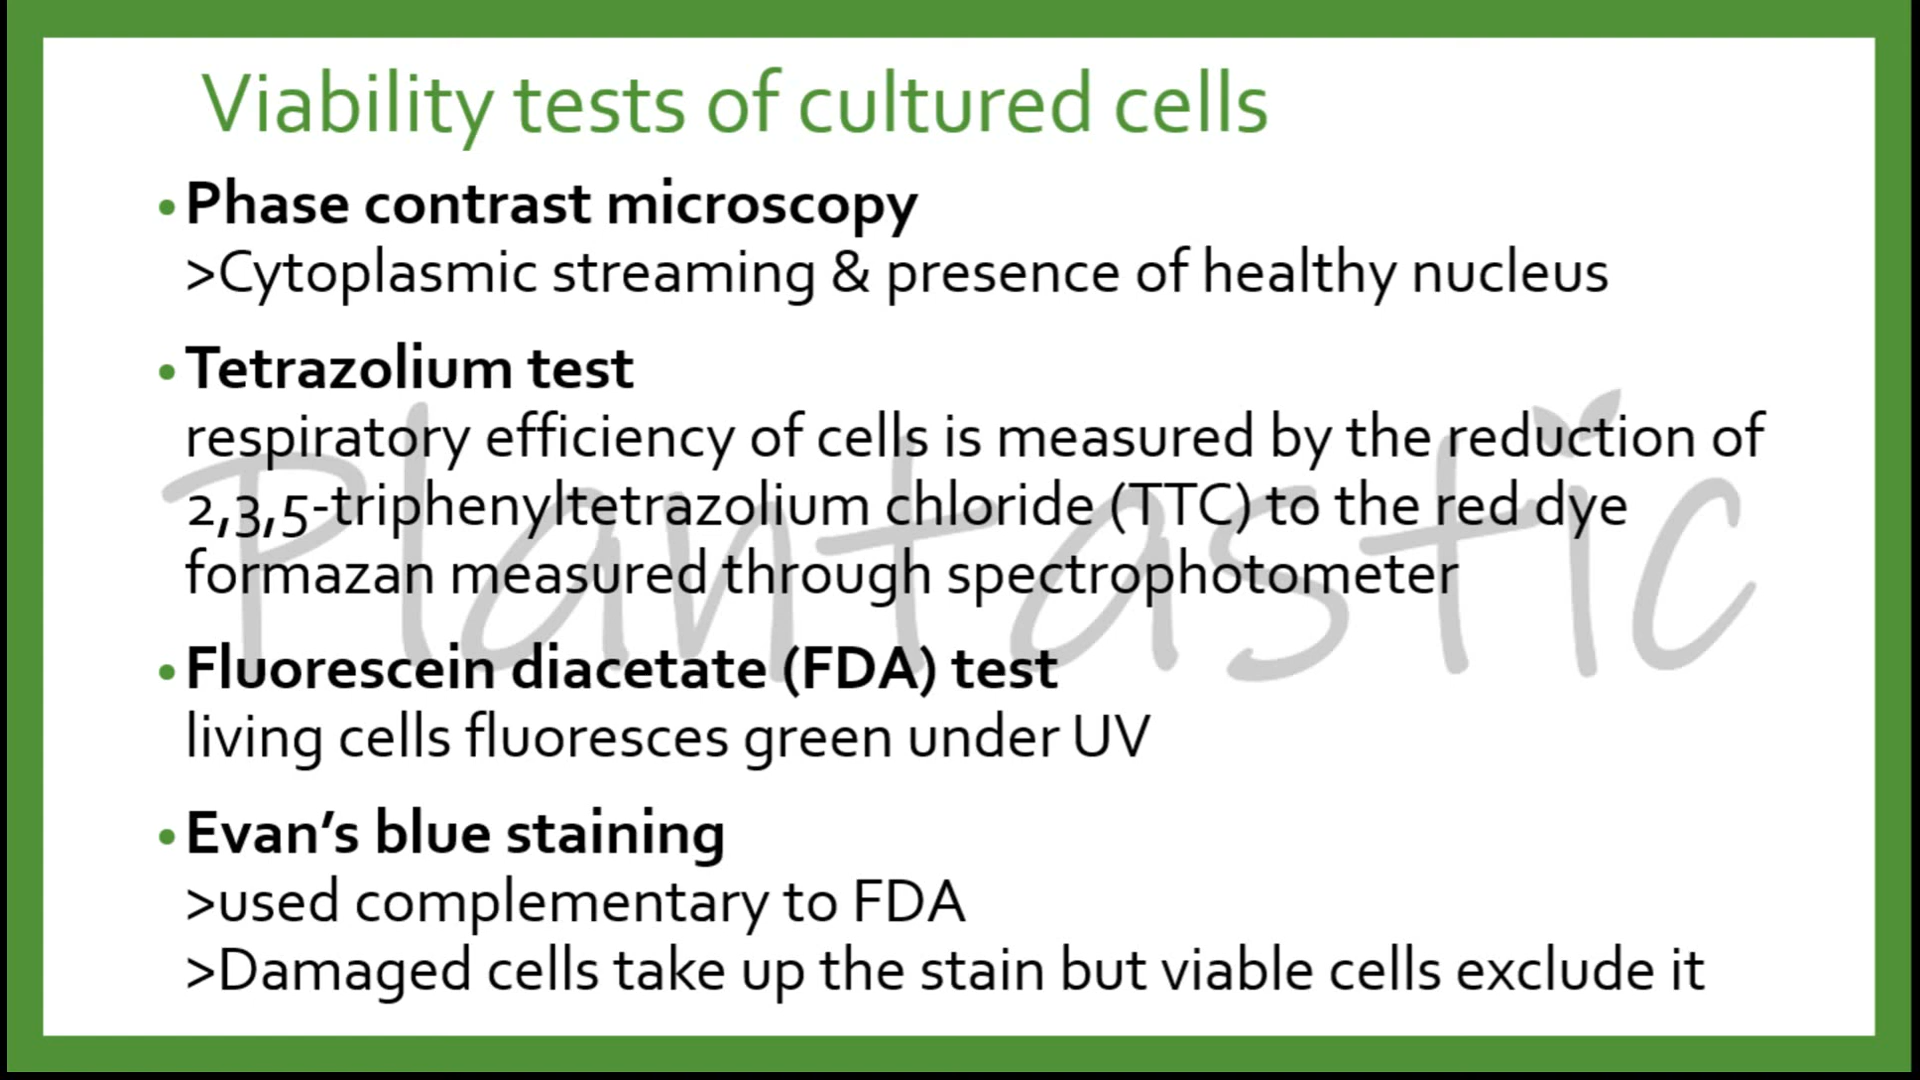 Viability tests of cultured cells
•Phase contrast microscopy
>Cytoplasmic streaming & presence of healthy nucleus
•Tetrazolium test
respiratory efficiency of cells is measured by the reduction of
2,3,5-triphenyltetrazolium chloride (TTC) to the red dye
formazan measured through spectrophotometer
Plantastic
•Fluorescein diacetate (FDA) test
living cells fluoresces green under UV
•Evan’s blue staining
>used complementary to FDA
>Damaged cells take up the stain but viable cells exclude it